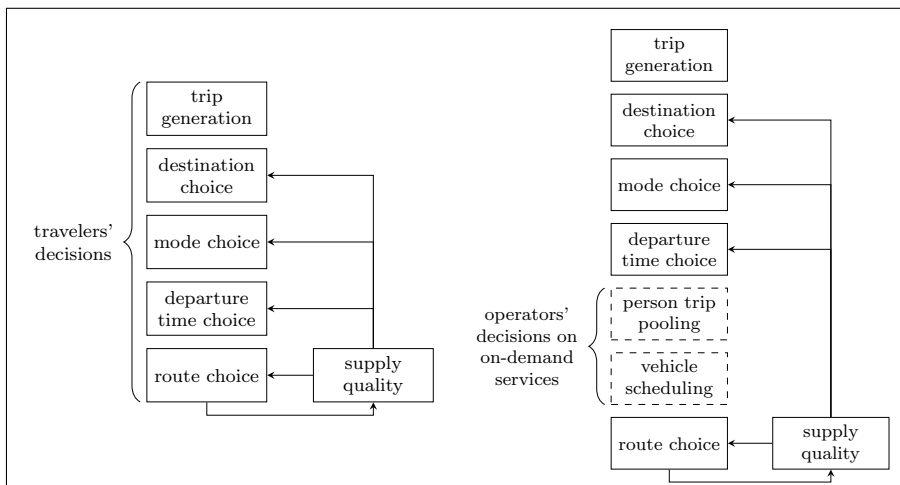 trip
generation
destination
choice
travelers'
decisions
mode choice
departure
time choice
route choice
supply
quality
trip
generation
destination
choice
mode choice
departure
time choice
operators'
decisions on
on-demand
services
person trip
pooling
vehicle
scheduling
route choice
supply
quality